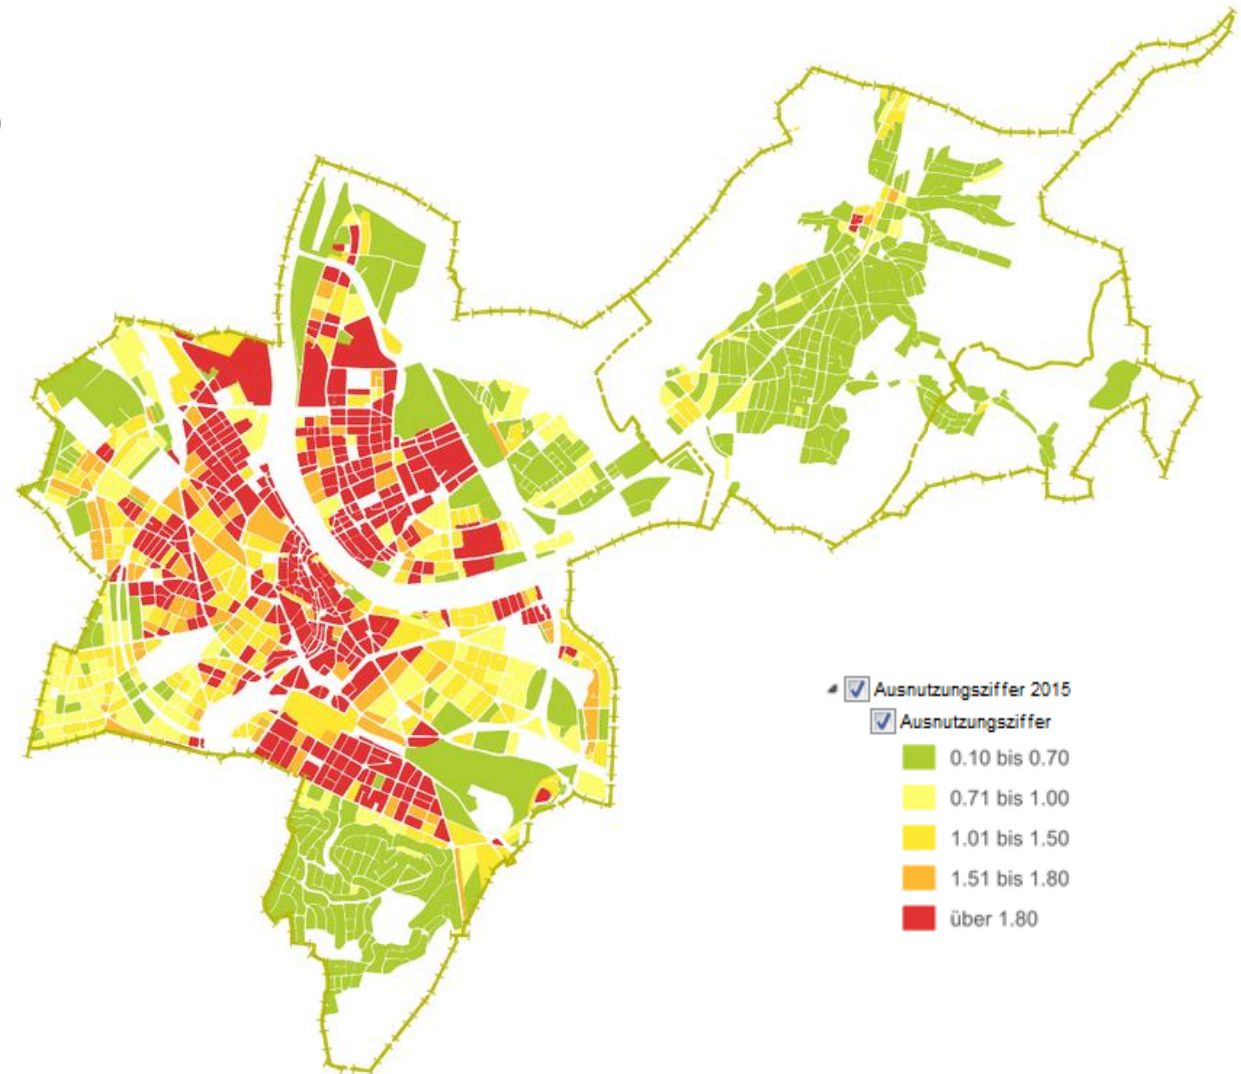 Ausnutzungsziffer 2015
Ausnutzungsziffer
0.10 bis 0.70
0.71 bis 1.00
1.01 bis 1.50
1.51 bis 1.80
über 1.80